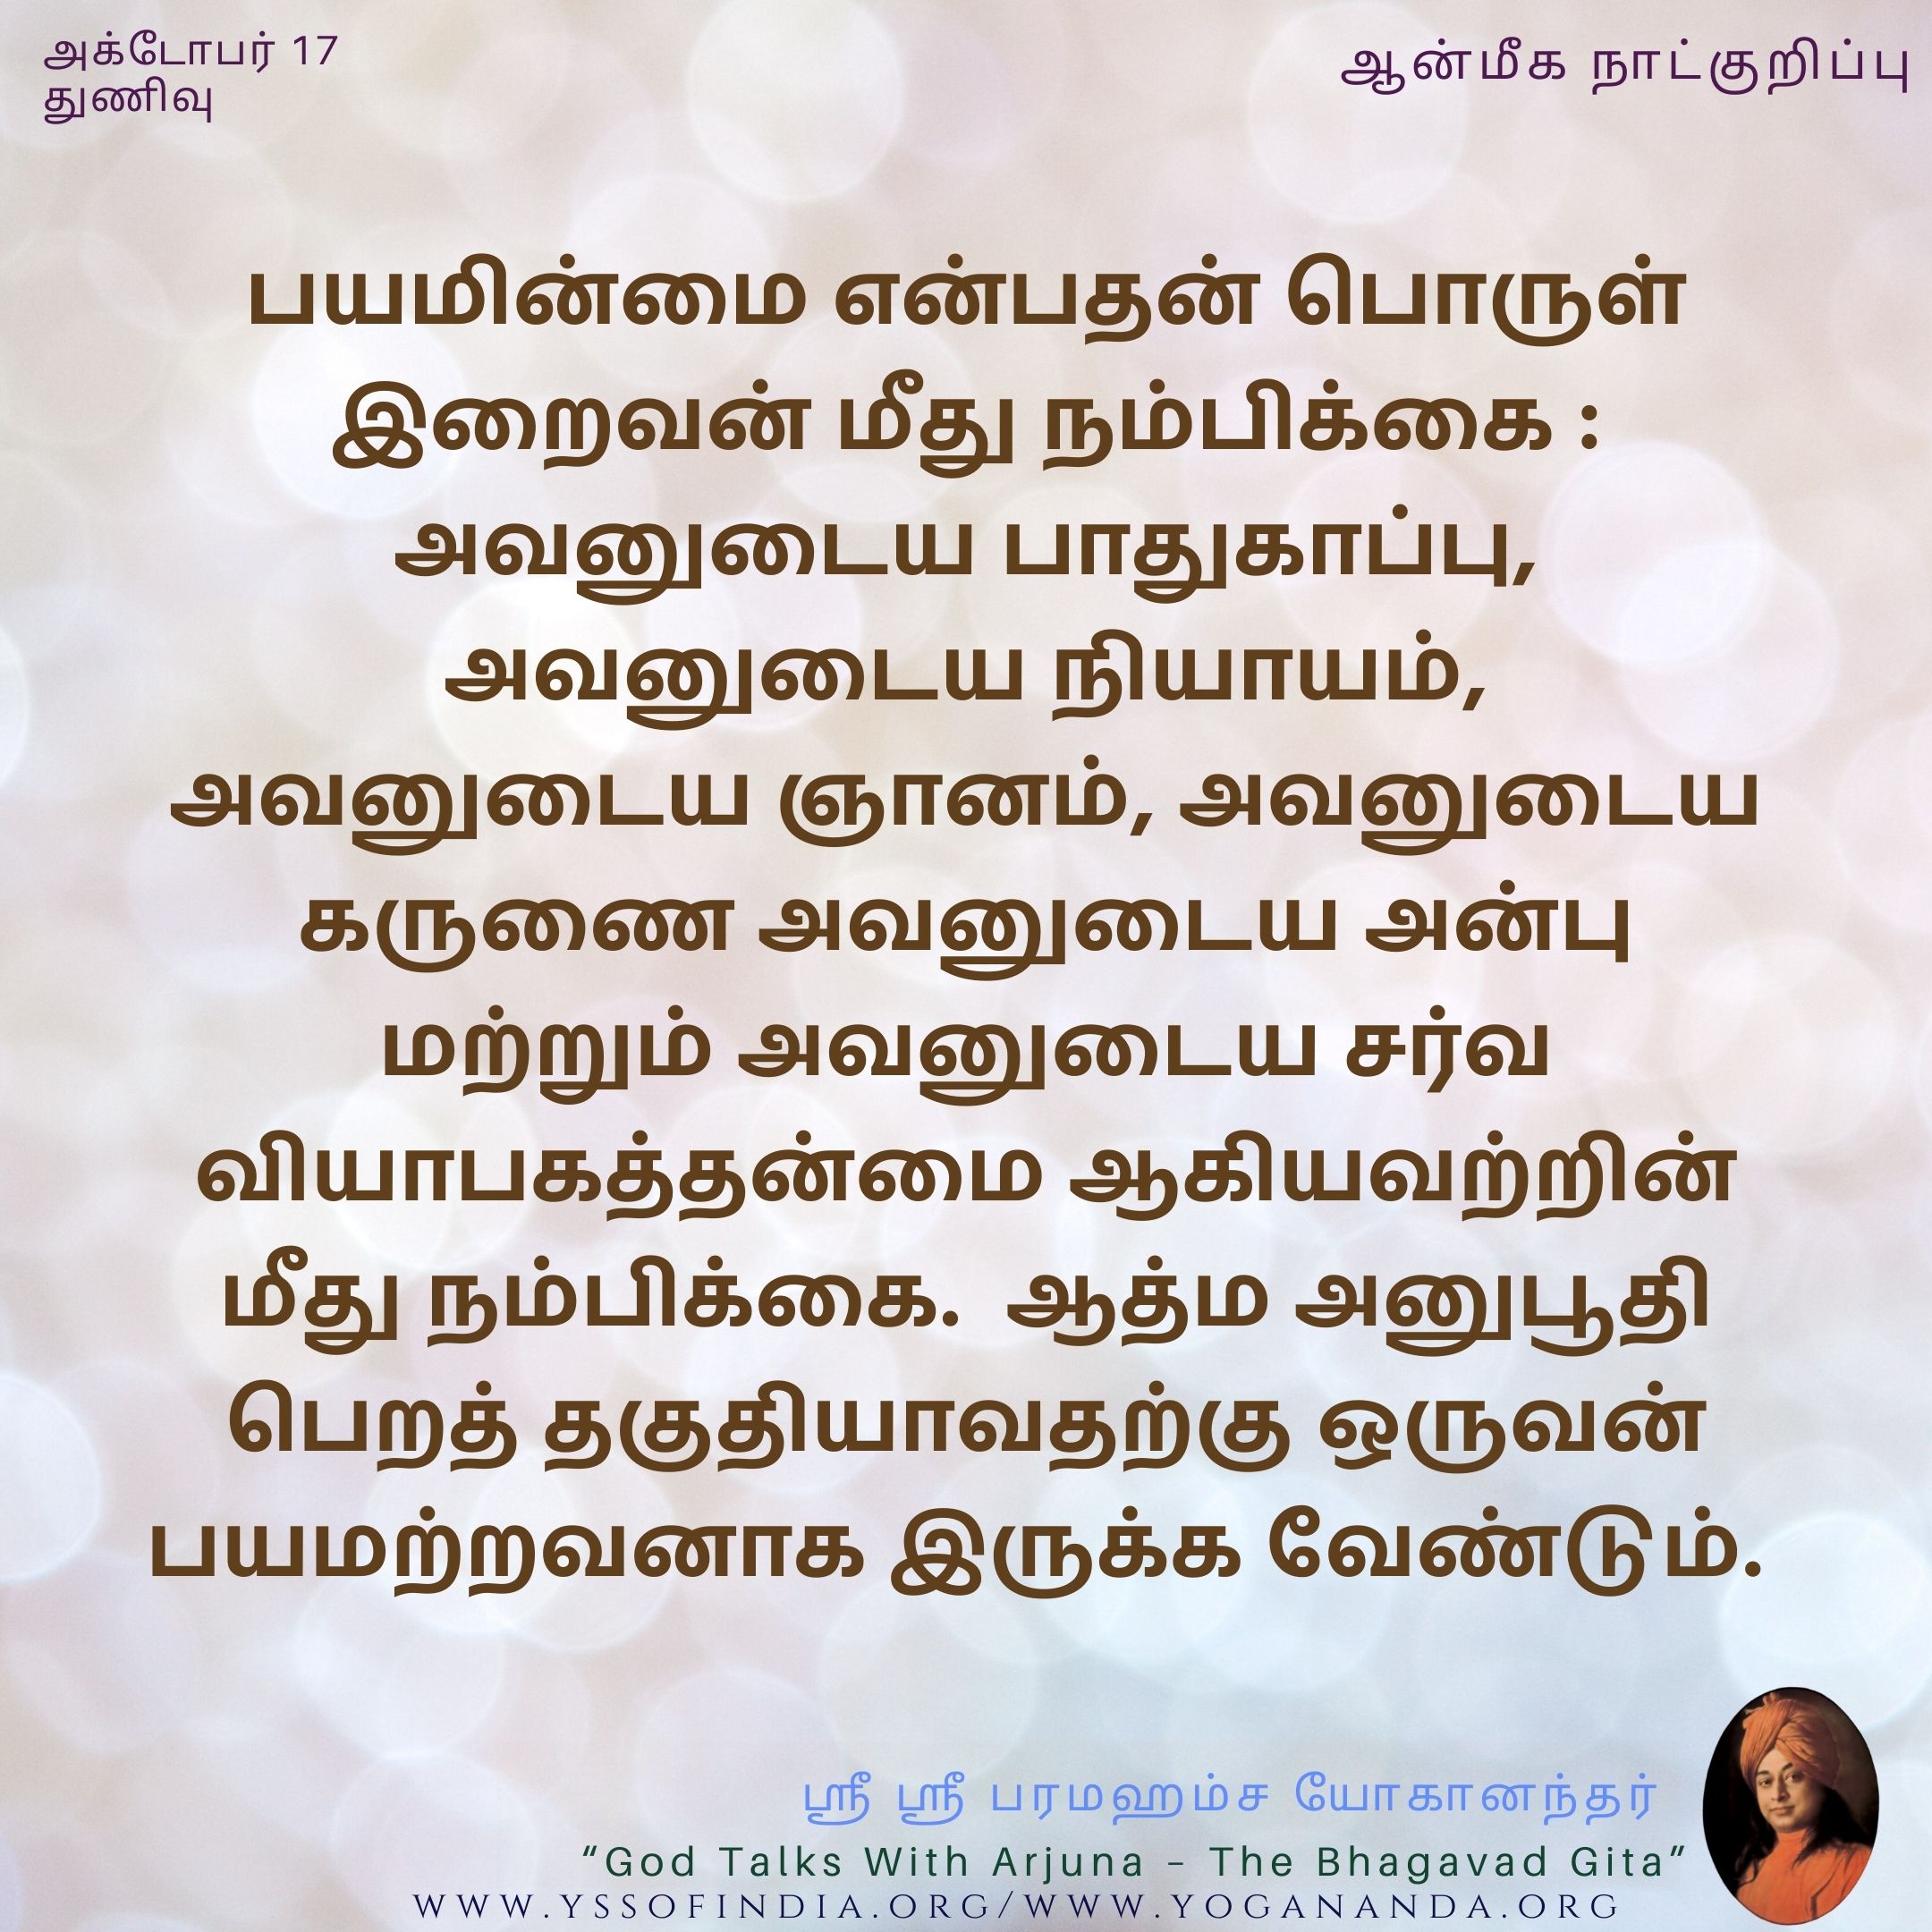 அக்டோபர் 17
துணிவு
ஆன்மீக நாட்குறிப்பு
பயமின்மை என்பதன் பொருள்
இறைவன் மீது நம்பிக்கை :
அவனுடைய பாதுகாப்பு,
அவனுடைய நியாயம்,
அவனுடைய ஞானம், அவனுடைய
கருணை அவனுடைய அன்பு
மற்றும் அவனுடைய சர்வ
வியாபகத்தன்மை ஆகியவற்றின்
மீது நம்பிக்கை. ஆத்ம அனுபூதி
பெறத் தகுதியாவதற்கு ஒருவன்
பயமற்றவனாக இருக்க வேண்டும்.
ஸ்ரீ ஸ்ரீ பரமஹம்ச யோகானந்தர்
“God Talks With Arjuna – The Bhagavad Gita”
WWW.YSSOFINDIA.ORG/WWW.YOGANANDA.ORG